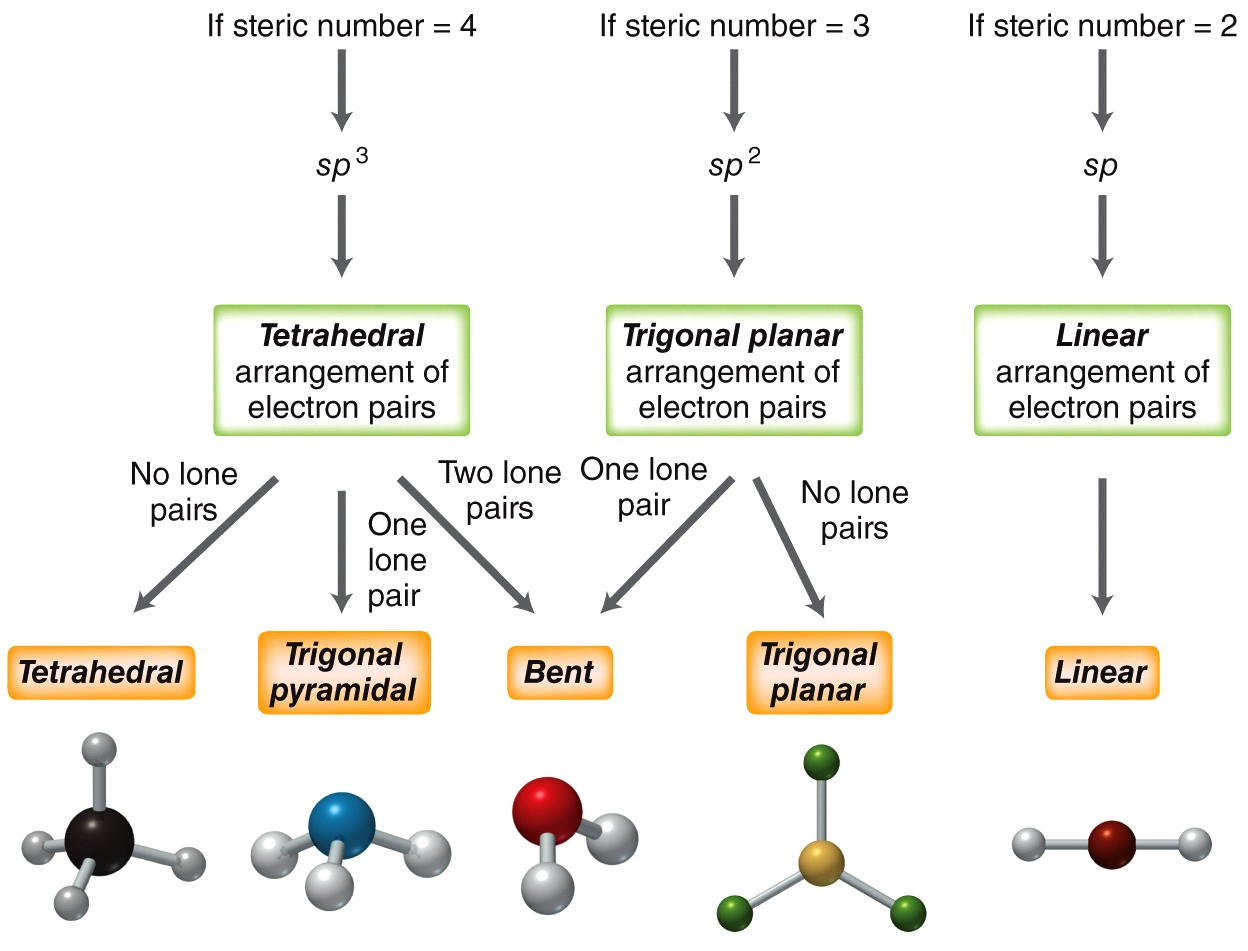 If steric number = 4
If steric number = 3
If steric number = 2
sp³
sp²
sp
Tetrahedral
arrangement of
electron pairs
Trigonal planar
arrangement of
electron pairs
Linear
arrangement of
electron pairs
No lone
pairs
One
lone
pair
Two lone
pairs
One lone
pair
No lone
pairs
Tetrahedral
Trigonal
pyramidal
Bent
Trigonal
planar
Linear